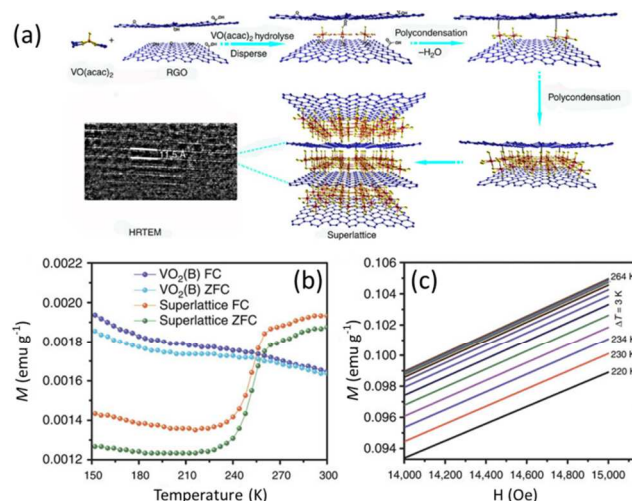 (a)
VO(acac)2
+
RGO
VO(acac)2 hydrolyse
Disperse
Polycondensation
–H2O
Polycondensation
11.5 Å
HRTEM
Superlattice
(b)
VO2(B) FC
VO2(B) ZFC
Superlattice FC
Superlattice ZFC
M (emu g-1)
0.0022
0.0020
0.0018
0.0016
0.0014
0.0012
150 180 210 240 270 300
Temperature (K)
(c)
M (emu g-1)
0.106
0.104
0.102
0.100
0.098
0.096
0.094
264 K
ΔT = 3 K
234 K
230 K
220 K
14,000 14,200 14,400 14,600 14,800 15,000
H (Oe)